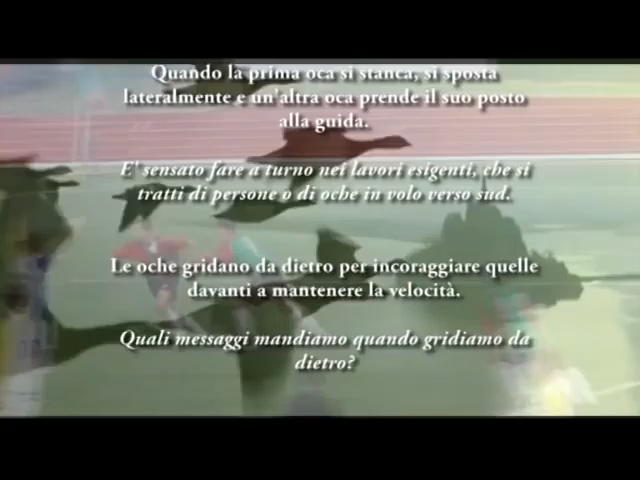 Quando la prima oca si stanca, si sposta
lateralmente e un'altra oca prende il suo posto
alla guida.
E' sensato fare a turno nei lavori esigenti, che si
tratti di persone o di oche in volo verso sud.
Le oche gridano da dietro per incoraggiare quelle
davanti a mantenere la velocità.
Quali messaggi mandiamo quando gridiamo da
dietro?